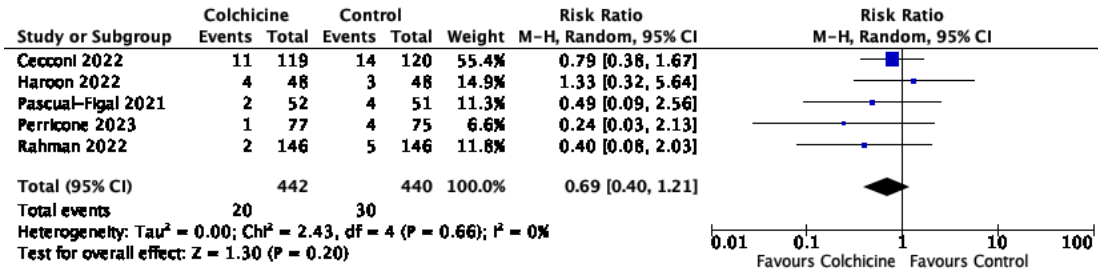 Colchicine Control Risk Ratio Risk Ratio
Study or Subgroup Events Total Events Total Weight M-H, Random, 95% CI M-H, Random, 95% CI
Cecconi 2022 11 119 14 120 55.4% 0.79 [0.38, 1.67]
Haroon 2022 4 48 3 48 14.9% 1.33 [0.32, 5.64]
Pascual-Figal 2021 2 52 4 51 11.3% 0.49 [0.09, 2.56]
Perricone 2023 1 77 4 75 6.6% 0.24 [0.03, 2.13]
Rahman 2022 2 146 5 146 11.8% 0.40 [0.08, 2.03]
Total (95% CI) 442 440 100.0% 0.69 [0.40, 1.21]
Total events 20 30
Heterogeneity: Tau² = 0.00; Chi² = 2.43, df = 4 (P = 0.66); I² = 0%
Test for overall effect: Z = 1.30 (P = 0.20)
0.01 0.1 1 10 100
Favours Colchicine Favours Control